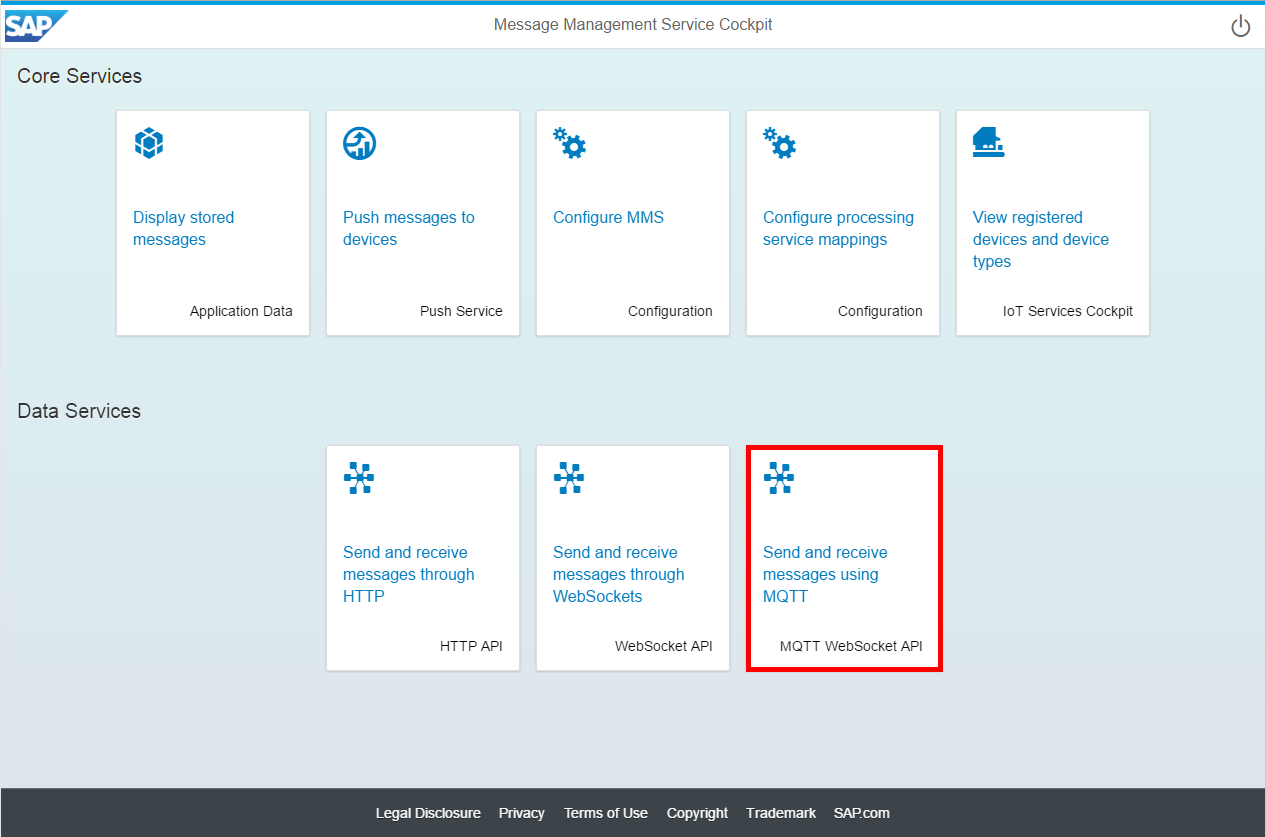 SAP
Message Management Service Cockpit
Core Services
Display stored
messages
Application Data
Push messages to
devices
Push Service
Configure MMS
Configuration
Configure processing
service mappings
Configuration
View registered
devices and device
types
IoT Services Cockpit
Data Services
Send and receive
messages through
HTTP
HTTP API
Send and receive
messages through
WebSockets
WebSocket API
Send and receive
messages using
MQTT
MQTT WebSocket API
Legal Disclosure Privacy Terms of Use Copyright Trademark SAP.com